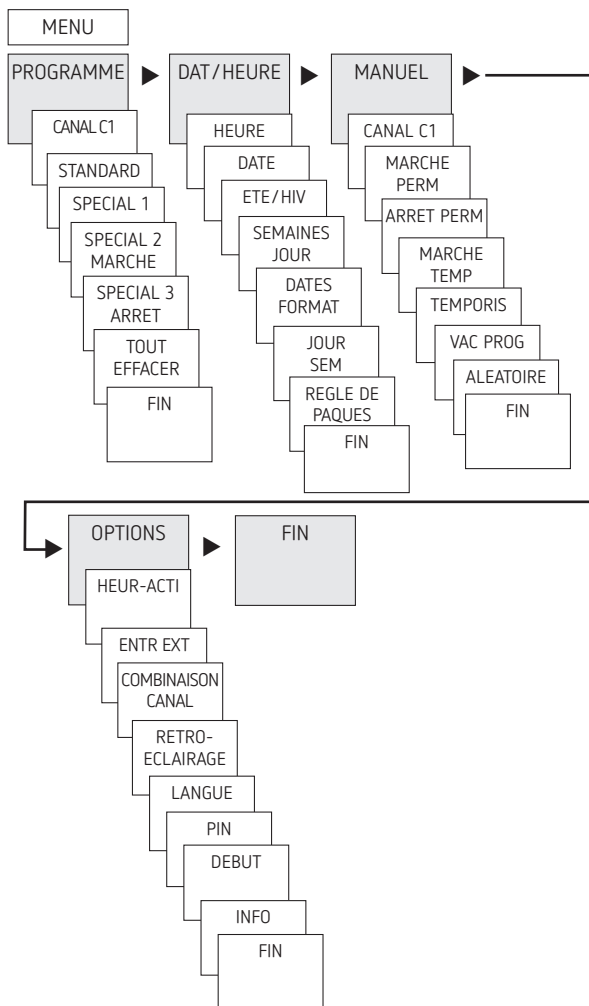 MENU
PROGRAMME
CANAL C1
STANDARD
SPECIAL 1
SPECIAL 2
MARCHE
SPECIAL 3
ARRET
TOUT
EFFACER
FIN
DAT/HEURE
HEURE
DATE
ETE/HIV
SEMAINES
JOUR
DATES
FORMAT
JOUR
SEM
REGLE DE
PAQUES
FIN
MANUEL
CANAL C1
MARCHE
PERM
ARRET PERM
MARCHE
TEMP
TEMPORIS
VAC PROG
ALEATOIRE
FIN
OPTIONS
HEUR-ACTI
ENTR EXT
COMBINAISON
CANAL
RETRO-
ECLAIRAGE
LANGUE
PIN
DEBUT
INFO
FIN
FIN